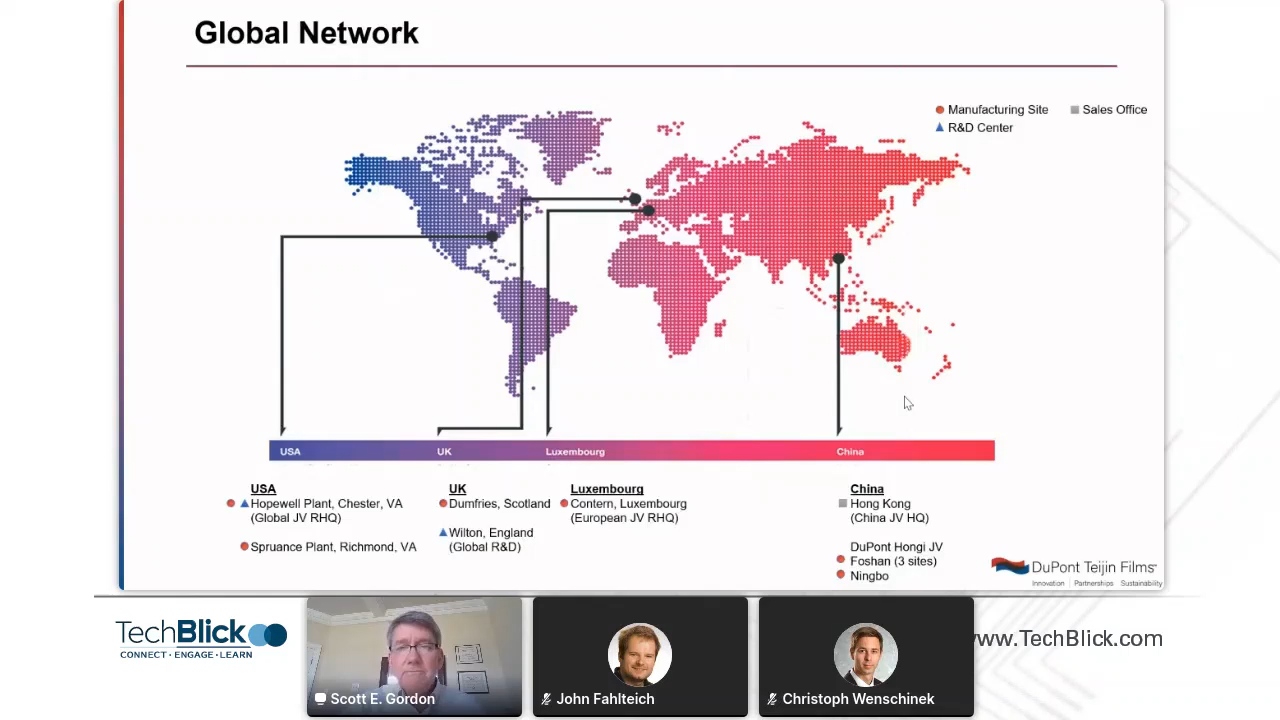 Global Network
Manufacturing Site
Sales Office
R&D Center
USA
UK
Luxembourg
China
USA
Hopewell Plant, Chester, VA
(Global JV RHQ)
Spruance Plant, Richmond, VA
UK
Dumfries, Scotland
Wilton, England
(Global R&D)
Luxembourg
Contern, Luxembourg
(European JV RHQ)
China
Hong Kong
(China JV HQ)
DuPont Hongji JV
Foshan (3 sites)
Ningbo
DuPont Teijin Films
Innovation | Partnerships Sustainability
TechBlick
CONNECT · ENGAGE · LEARN
Scott E. Gordon
John Fahlteich
Christoph Wenschinek
www.TechBlick.com